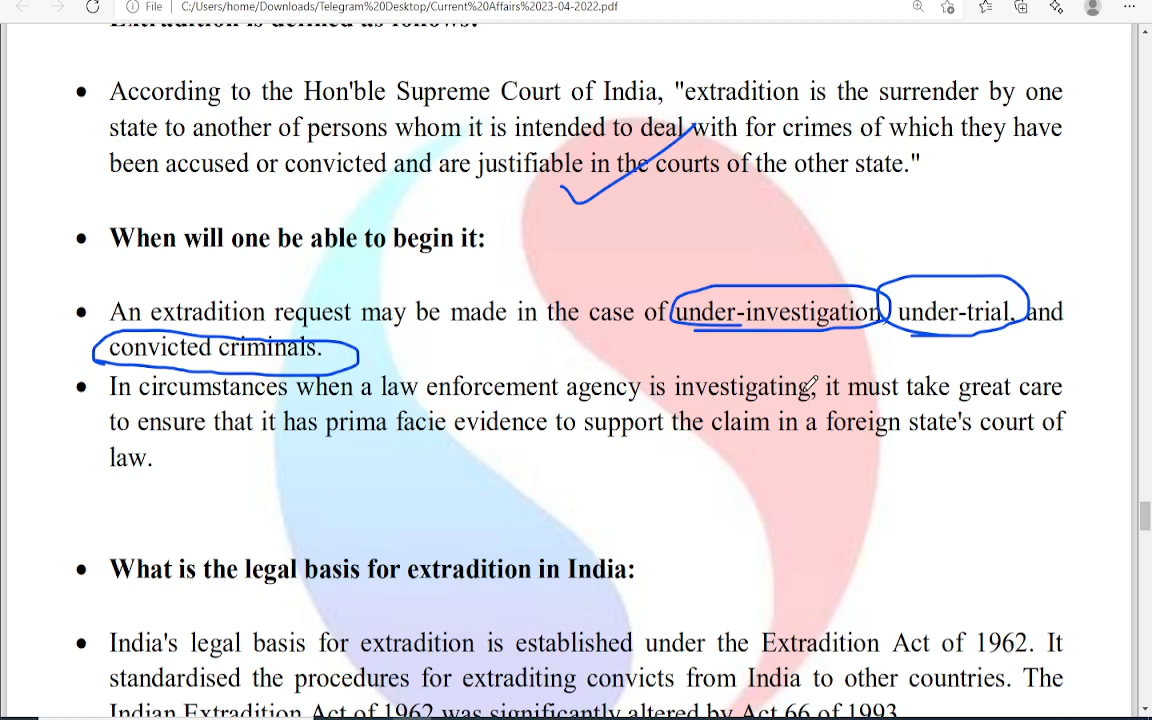 File
C:/Users/home/Downloads/Telegram%20Desktop/Current%20Affairs%2023-04-2022.pdf
Extradition is defined as follows:
• According to the Hon'ble Supreme Court of India, "extradition is the surrender by one
state to another of persons whom it is intended to deal with for crimes of which they have
been accused or convicted and are justifiable in the courts of the other state."
• When will one be able to begin it:
• An extradition request may be made in the case of under-investigation, under-trial, and
convicted criminals.
• In circumstances when a law enforcement agency is investigating, it must take great care
to ensure that it has prima facie evidence to support the claim in a foreign state's court of
law.
• What is the legal basis for extradition in India:
• India's legal basis for extradition is established under the Extradition Act of 1962. It
standardised the procedures for extraditing convicts from India to other countries. The
Indian Extradition Act of 1962 was significantly altered by Act 66 of 1993